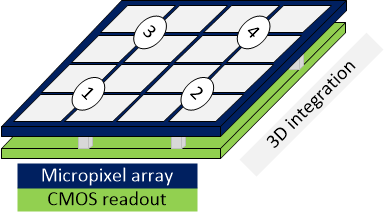 3
4
1
2
3D integration
Micropixel array
CMOS readout